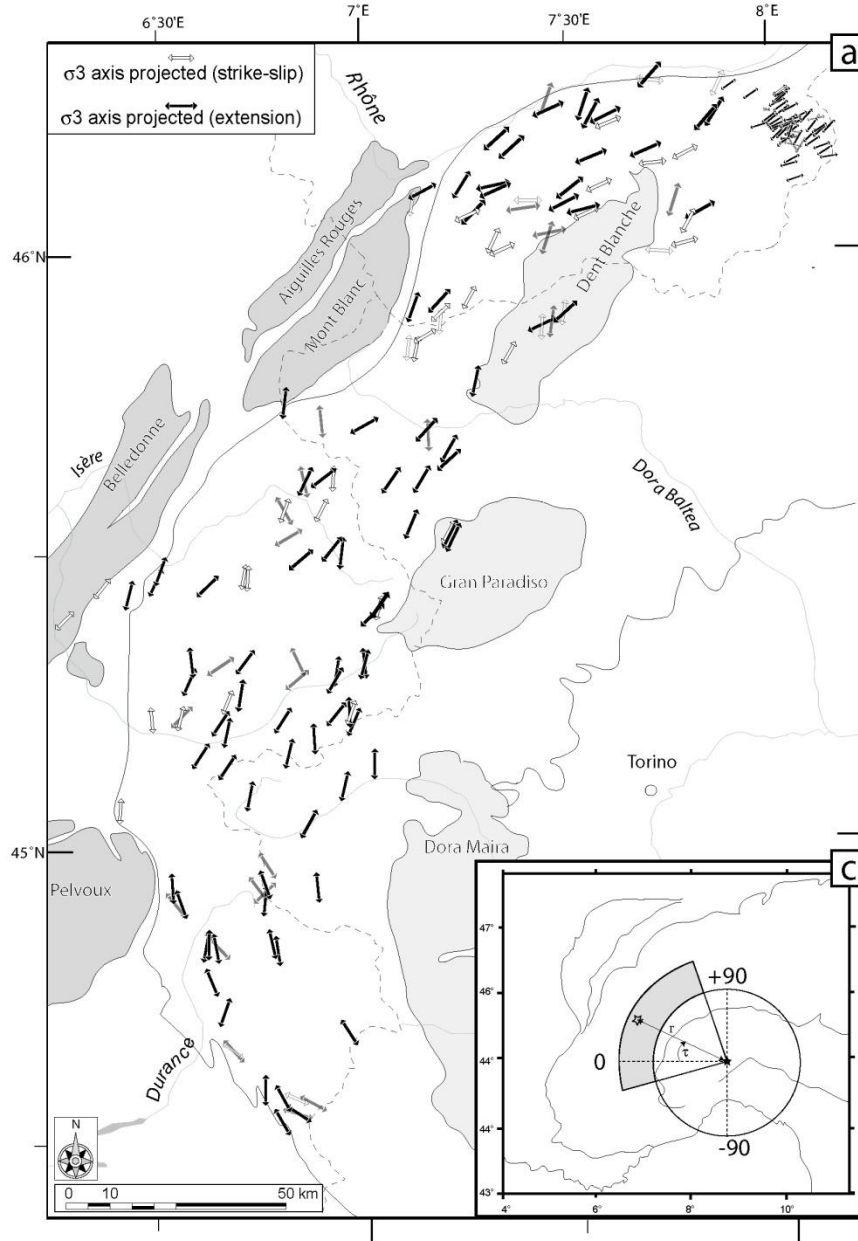 6°30'E
7°E
7°30'E
8°E
a
σ3 axis projected (strike-slip)
σ3 axis projected (extension)
Rhône
Aiguilles Rouges
Mont Blanc
Dent Blanche
46°
46°N
Isère
Belledonne
Dora Baltea
Gran Paradiso
Torino
Dora Maira
45°N
Pelvoux
Durance
N
0 10 50 km
c
47°
46°
44°
44°
43°
4°
6°
8°
10°
+90
0
-90
r
τ